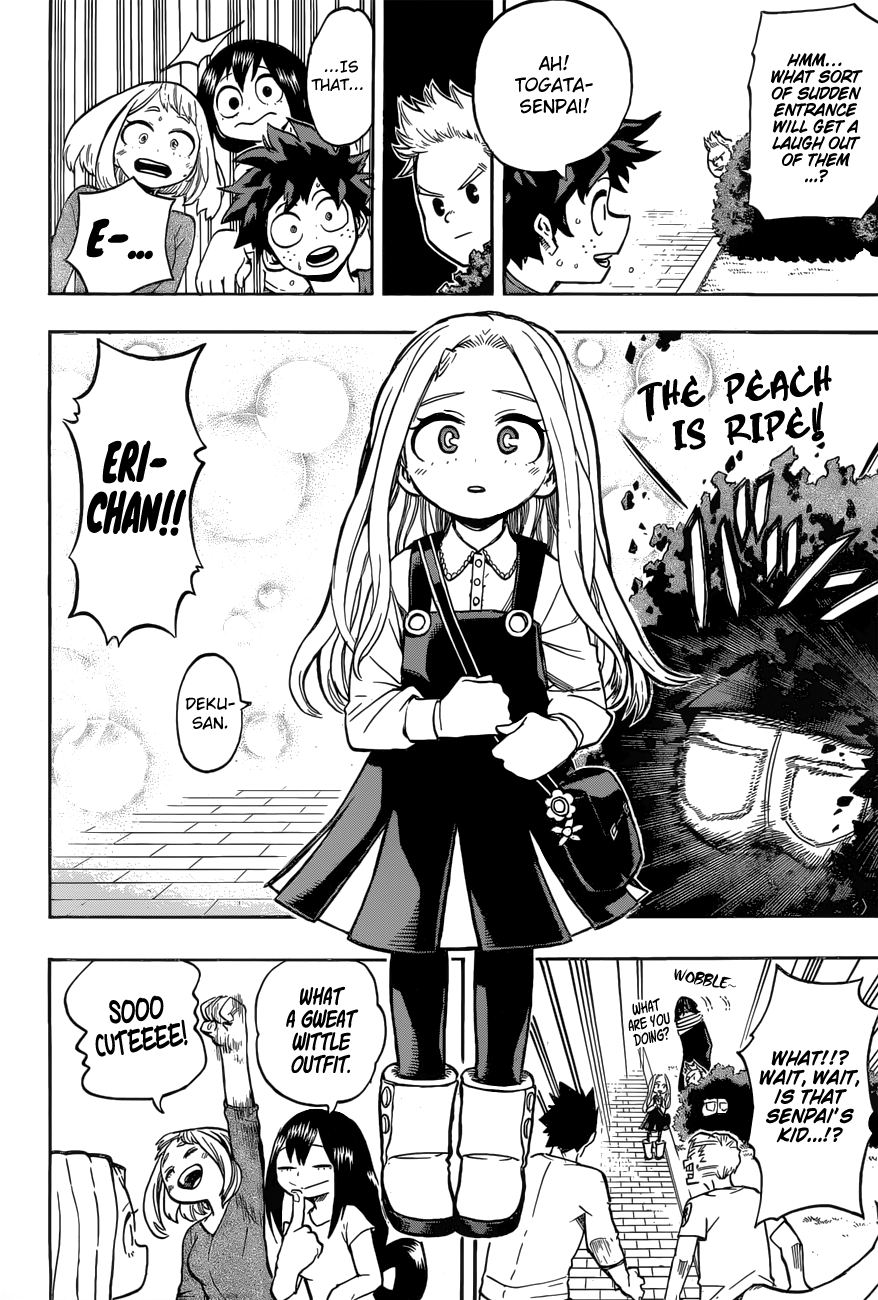 HMM...
WHAT SORT
OF SUDDEN
ENTRANCE
WILL GET A
LAUGH OUT
OF THEM
...?
AH!
TOGATA-
SENPAI!
...IS
THAT...
E-...
THE PEACH
IS RIPE!
ERI-
CHAN!!
DEKU-
SAN.
WHAT!!?
WAIT, WAIT,
IS THAT
SENPAI'S
KID...!?
WOBBLE~
WHAT
ARE YOU
DOING?
WHAT
A GWEAT
WITTLE
OUTFIT.
SOOO
CUTEEEE!